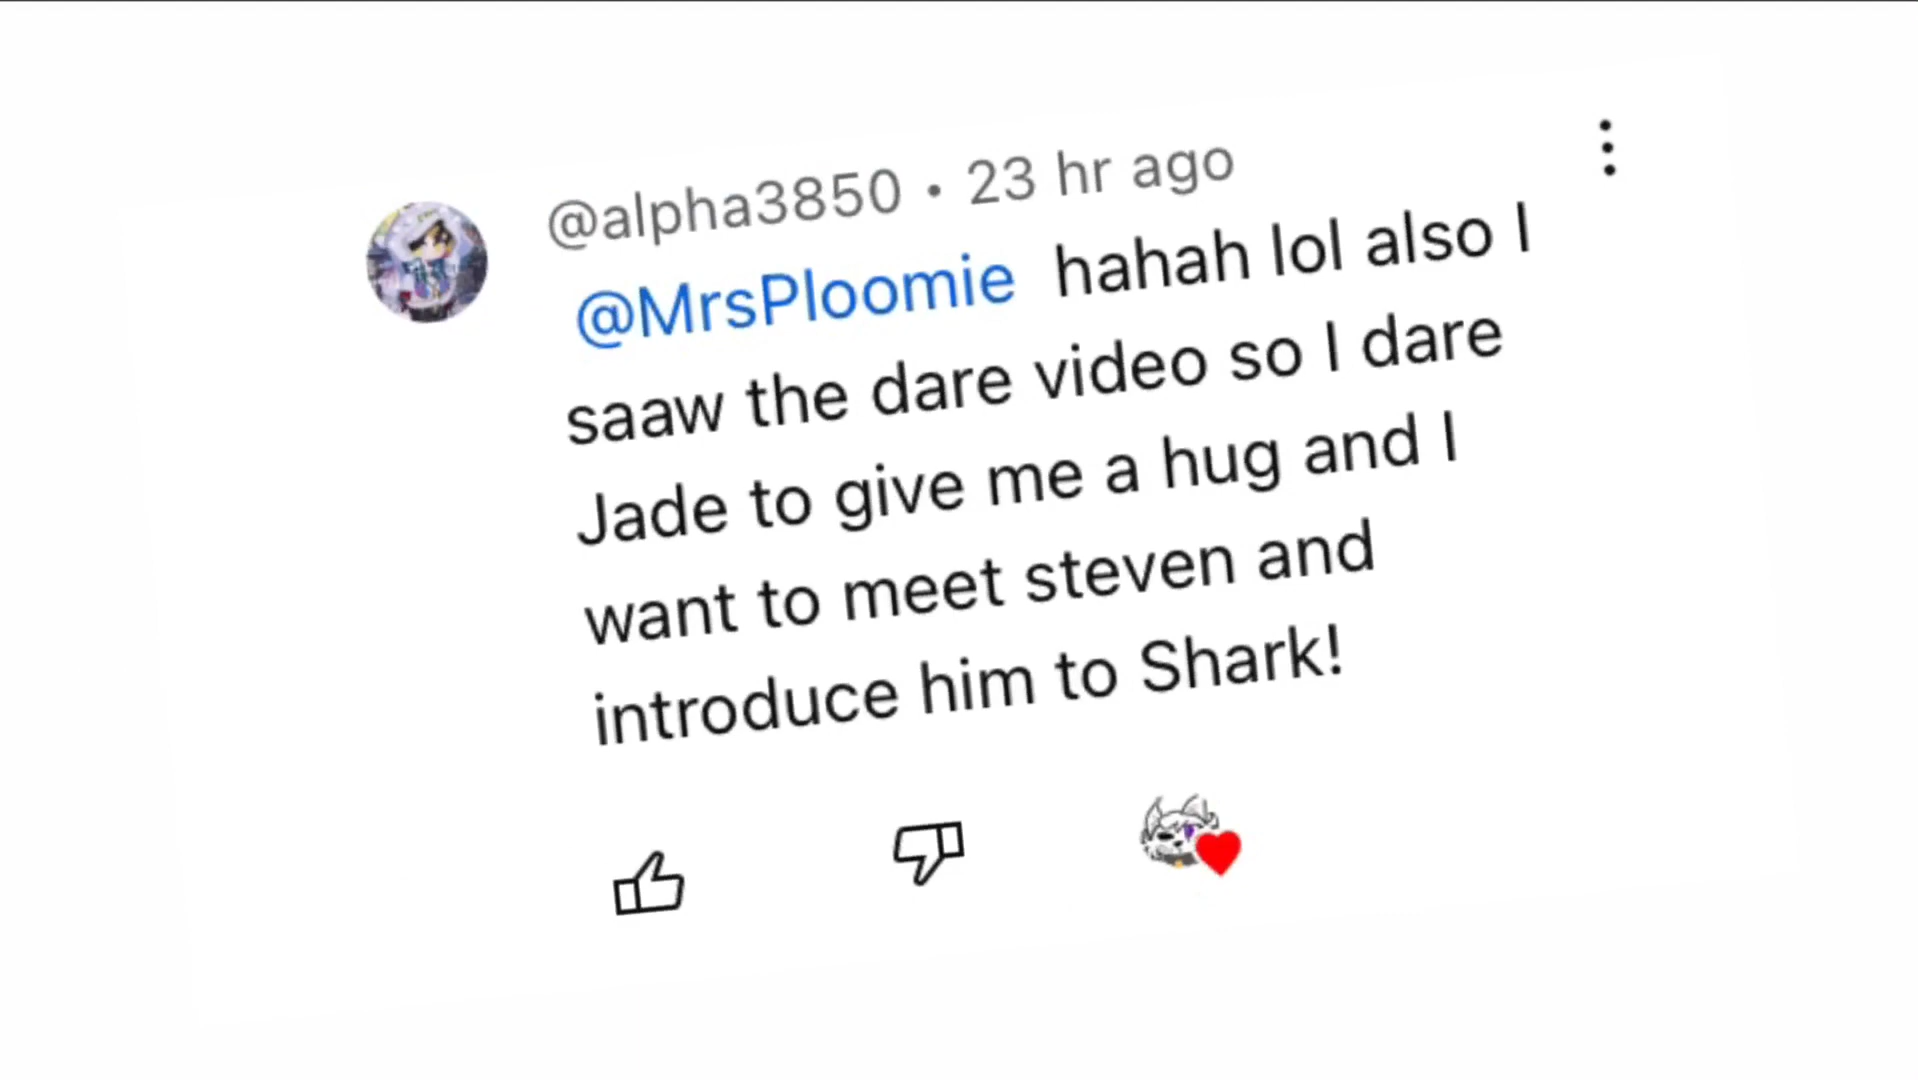 @alpha3850 • 23 hr ago
@MrsPloomie hahah lol also I
saaw the dare video so I dare
Jade to give me a hug and I
want to meet steven and
introduce him to Shark!